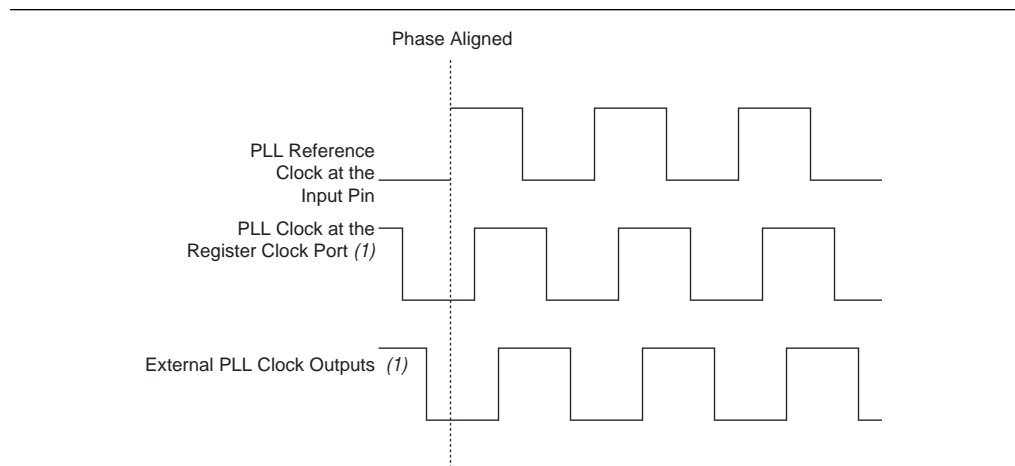 Phase Aligned
PLL Reference
Clock at the
Input Pin
PLL Clock at the
Register Clock Port (1)
External PLL Clock Outputs (1)